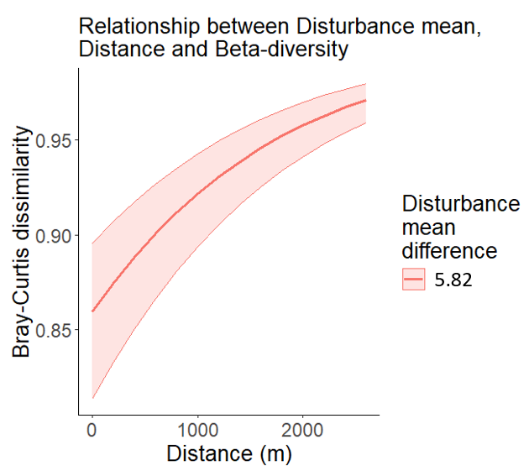 Relationship between Disturbance mean,
Distance and Beta-diversity
Bray-Curtis dissimilarity
0.95
0.90
0.85
0
1000
2000
Distance (m)
Disturbance
mean
difference
5.82